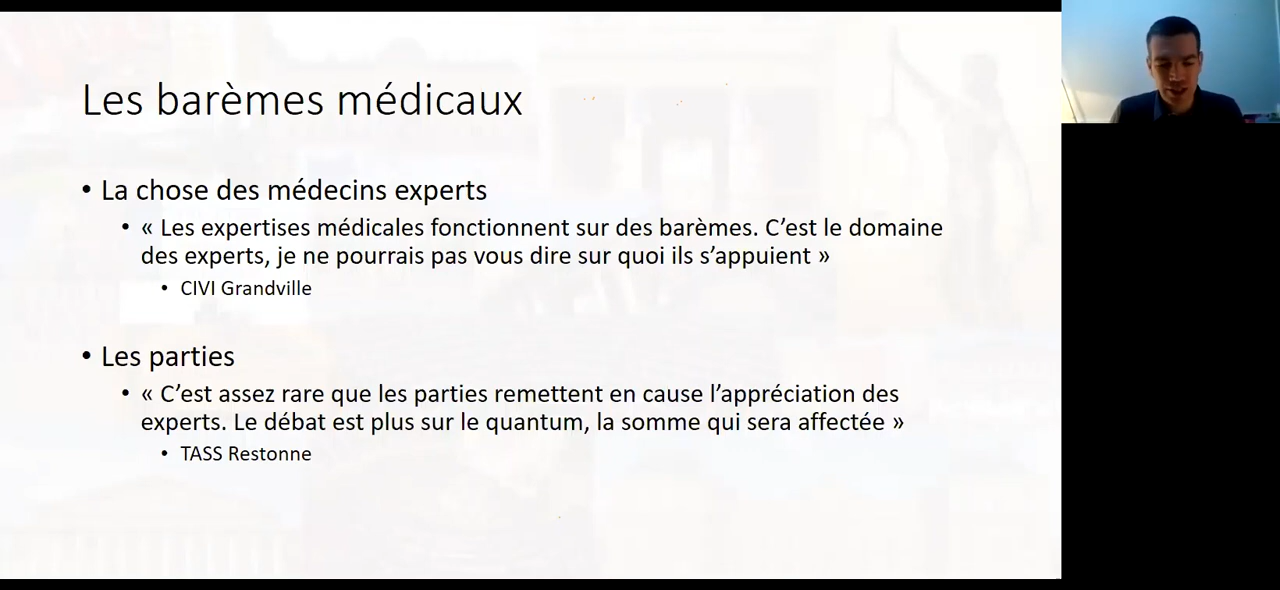 Les barèmes médicaux
• La chose des médecins experts
• « Les expertises médicales fonctionnent sur des barèmes. C’est le domaine
des experts, je ne pourrais pas vous dire sur quoi ils s’appuient »
• CIVI Grandville
• Les parties
• « C’est assez rare que les parties remettent en cause l’appréciation des
experts. Le débat est plus sur le quantum, la somme qui sera affectée »
• TASS Restonne